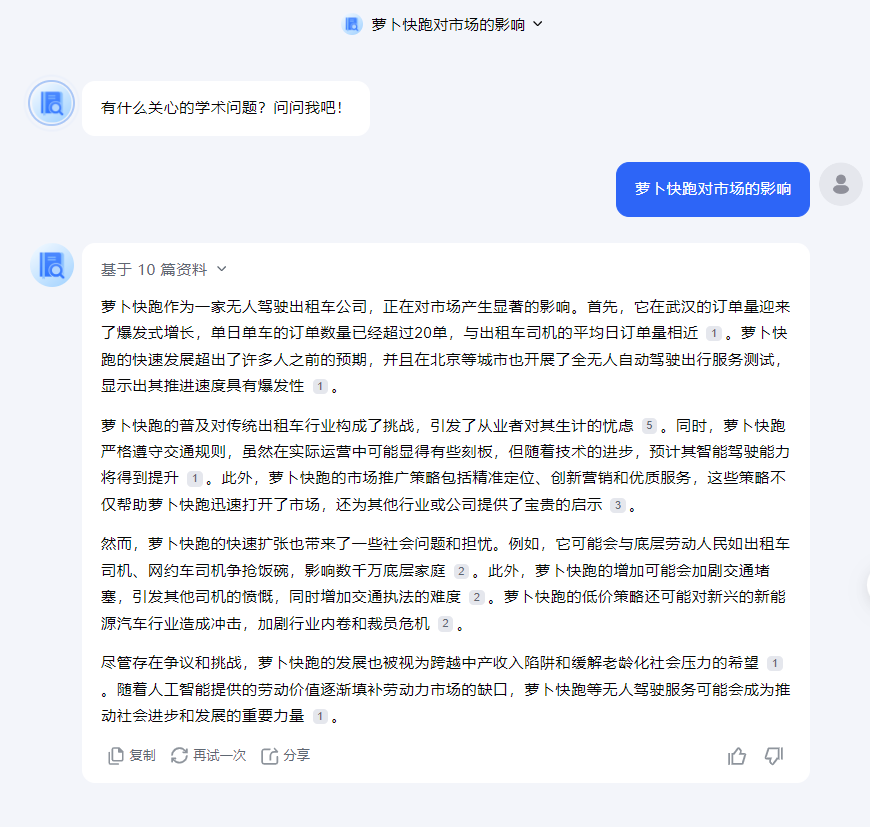 萝卜快跑对市场的影响
有什么关心的学术问题？问问我吧！
萝卜快跑对市场的影响
基于 10 篇资料
萝卜快跑作为一家无人驾驶出租车公司，正在对市场产生显著的影响。首先，它在武汉的订单量迎来
了爆发式增长，单日单车的订单数量已经超过20单，与出租车司机的平均日订单量相近 1 。萝卜快
跑的快速发展超出了许多人之前的预期，并且在北京等城市也开展了全无人自动驾驶出行服务测试，
显示出其推进速度具有爆发性 1 。
萝卜快跑的普及对传统出租车行业构成了挑战，引发了从业者对其生计的忧虑 5 。同时，萝卜快跑
严格遵守交通规则，虽然在实际运营中可能显得有些刻板，但随着技术的进步，预计其智能驾驶能力
将得到提升 1 。此外，萝卜快跑的市场推广策略包括精准定位、创新营销和优质服务，这些策略不
仅帮助萝卜快跑迅速打开了市场，还为其他行业或公司提供了宝贵的启示 3 。
然而，萝卜快跑的快速扩张也带来了一些社会问题和担忧。例如，它可能会与底层劳动人民如出租车
司机、网约车司机争抢饭碗，影响数千万底层家庭 2 。此外，萝卜快跑的增加可能会加剧交通堵
塞，引发其他司机的愤慨，同时增加交通执法的难度 2 。萝卜快跑的低价策略还可能对新兴的新能
源汽车行业造成冲击，加剧行业内卷和裁员危机 2 。
尽管存在争议和挑战，萝卜快跑的发展也被视为跨越中产收入陷阱和缓解老龄化社会压力的希望 1
。随着人工智能提供的劳动价值逐渐填补劳动力市场的缺口，萝卜快跑等无人驾驶服务可能会成为推
动社会进步和发展的重要力量 1 。
复制 再试一次 分享